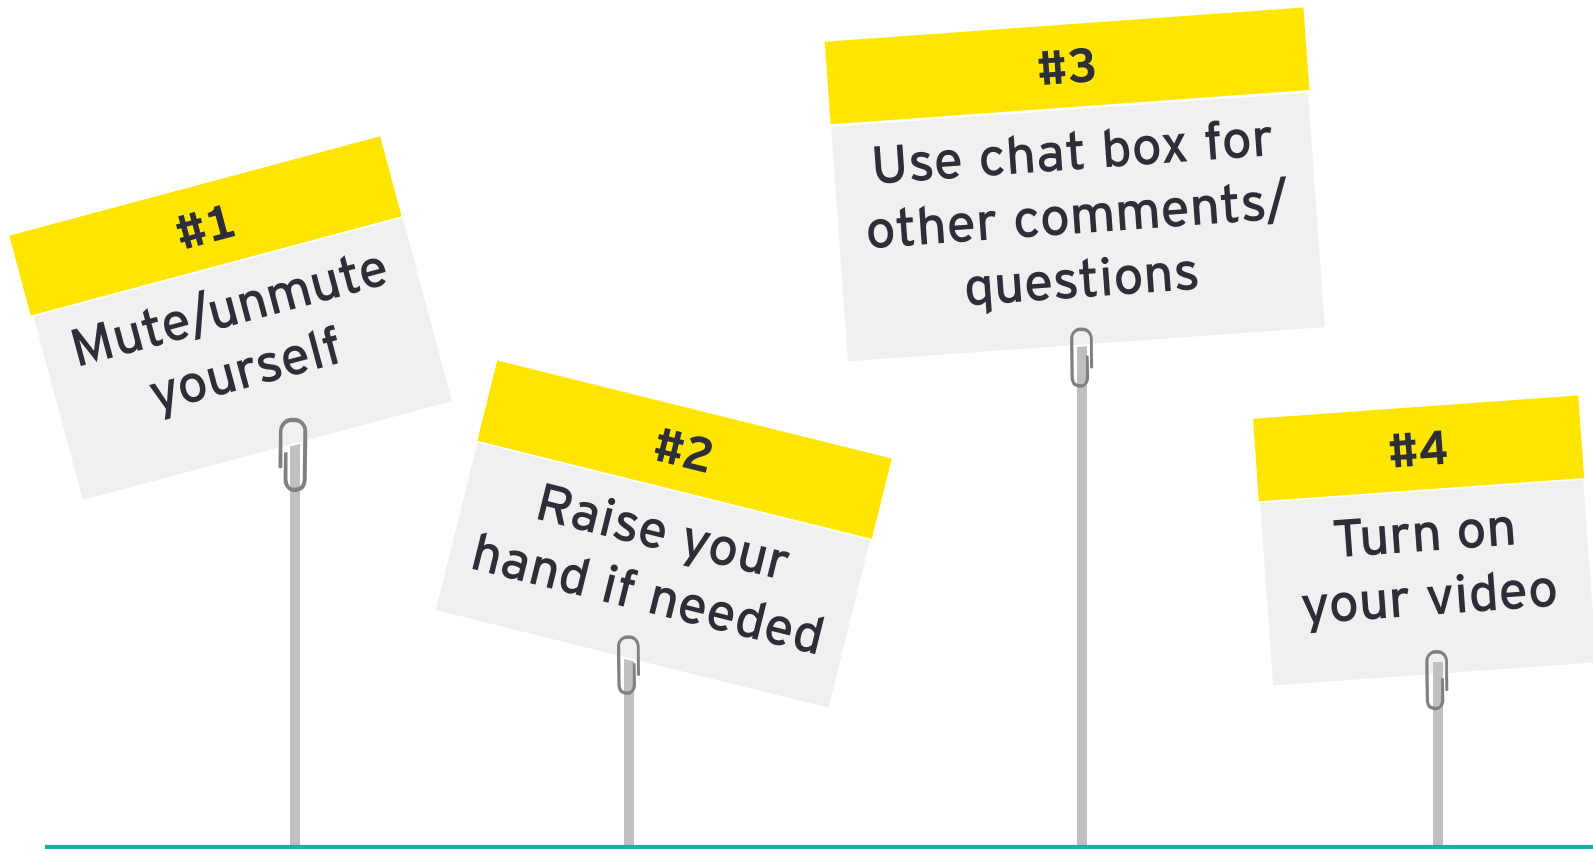 #1
Mute/unmute
yourself
#2
Raise your
hand if needed
#3
Use chat box for
other comments/
questions
#4
Turn on
your video